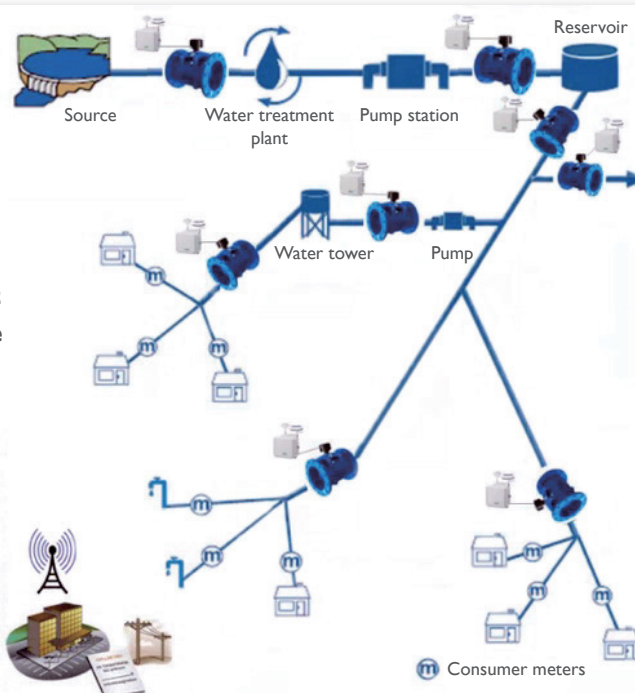 Reservoir
Source
Water treatment
plant
Pump station
Water tower
Pump
m
m
m
m
m
m
m
m
m
m Consumer meters